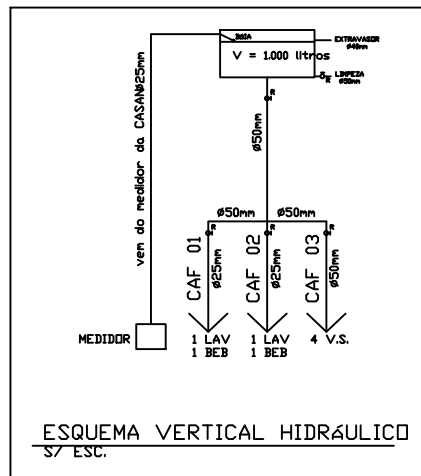 BOIA
EXTRAVASOR
Ø40mm
V = 1.000 litros
LIMPEZA
Ø50mm
R
R
vem do medidor da CASANØ25mm
Ø50mm
Ø50mm
Ø50mm
R
R
R
CAF 01
Ø25mm
CAF 02
Ø25mm
CAF 03
Ø50mm
MEDIDOR
1 LAV
1 BEB
1 LAV
1 BEB
4 V.S.
ESQUEMA VERTICAL HIDRáULICO
S/ ESC.